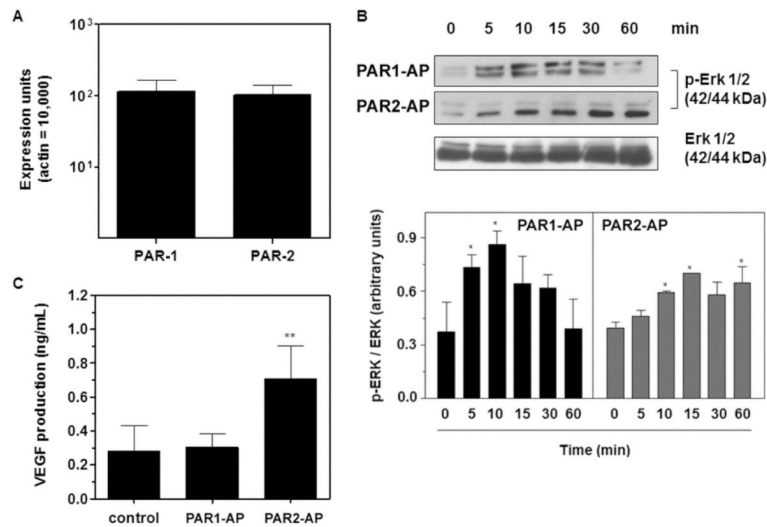 A
Expression units
(actin = 10,000)
10³
10²
10¹
PAR-1
PAR-2
B
0 5 10 15 30 60 min
PAR1-AP
PAR2-AP
p-Erk 1/2
(42/44 kDa)
Erk 1/2
(42/44 kDa)
p-ERK / ERK (arbitrary units)
0.9
0.6
0.3
0.0
PAR1-AP
PAR2-AP
*
*
*
*
*
0 5 10 15 30 60
0 5 10 15 30 60
Time (min)
C
VEGF production (ng/mL)
1.2
1.0
0.8
0.6
0.4
0.2
0.0
**
control
PAR1-AP
PAR2-AP